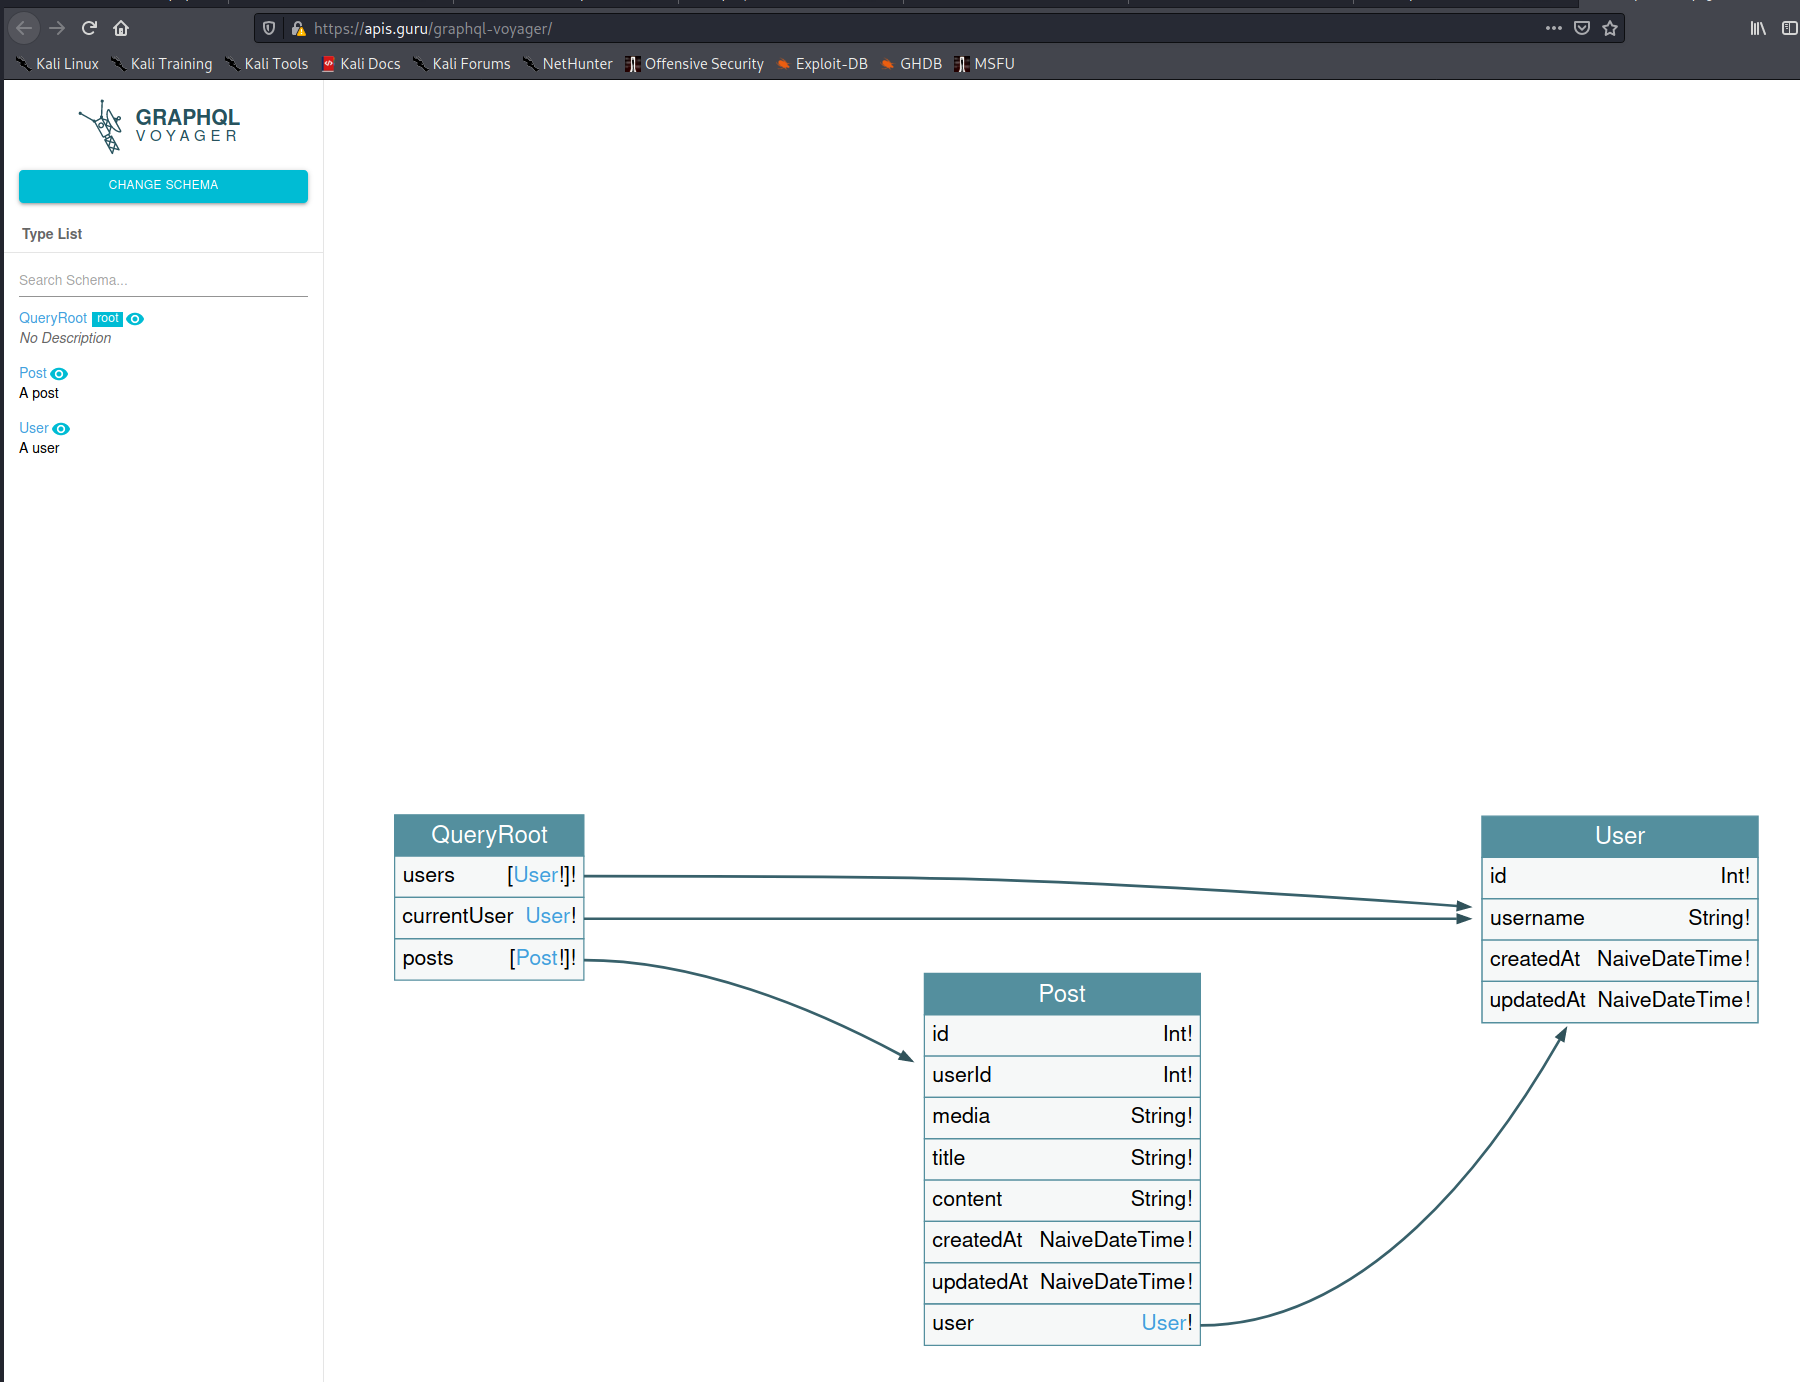 https://apis.guru/graphql-voyager/
Kali Linux Kali Training Kali Tools Kali Docs Kali Forums NetHunter Offensive Security Exploit-DB GHDB MSFU
GRAPHQL
VOYAGER
CHANGE SCHEMA
Type List
Search Schema...
QueryRoot root
No Description
Post
A post
User
A user
QueryRoot
users [User!]!
currentUser User!
posts [Post!]!
Post
id Int!
userId Int!
media String!
title String!
content String!
createdAt NaiveDateTime!
updatedAt NaiveDateTime!
user User!
User
id Int!
username String!
createdAt NaiveDateTime!
updatedAt NaiveDateTime!